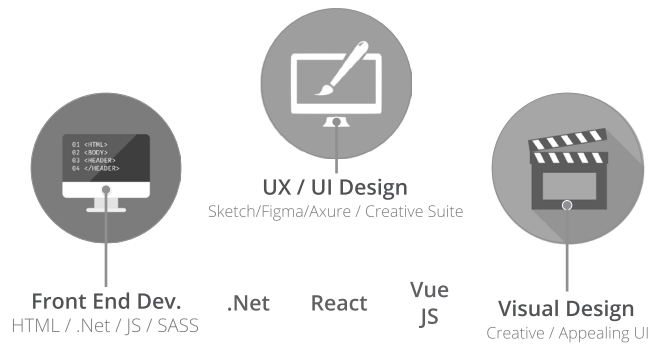 01 <HTML>
02 <BODY>
03 <HEADER>
04 </HEADER>
UX / UI Design
Sketch/Figma/Axure / Creative Suite
Front End Dev.
HTML / .Net / JS / SASS
.Net
React
Vue
JS
Visual Design
Creative / Appealing UI